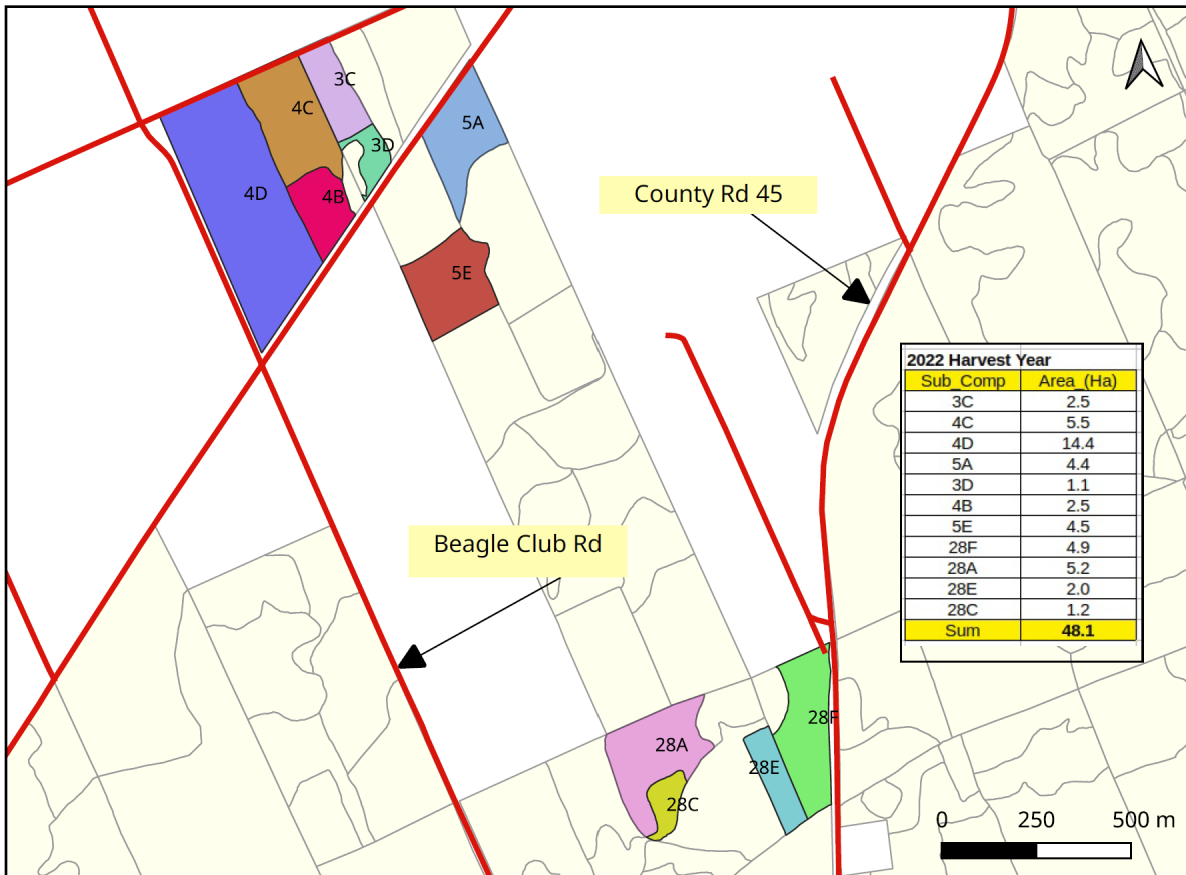 3C
4C
5A
3D
4D
4B
County Rd 45
5E
2022 Harvest Year
Sub_Comp Area_(Ha)
3C 2.5
4C 5.5
4D 14.4
5A 4.4
3D 1.1
4B 2.5
5E 4.5
28F 4.9
28A 5.2
28E 2.0
28C 1.2
Sum 48.1
Beagle Club Rd
28F
28A
28E
28C
0 250 500 m